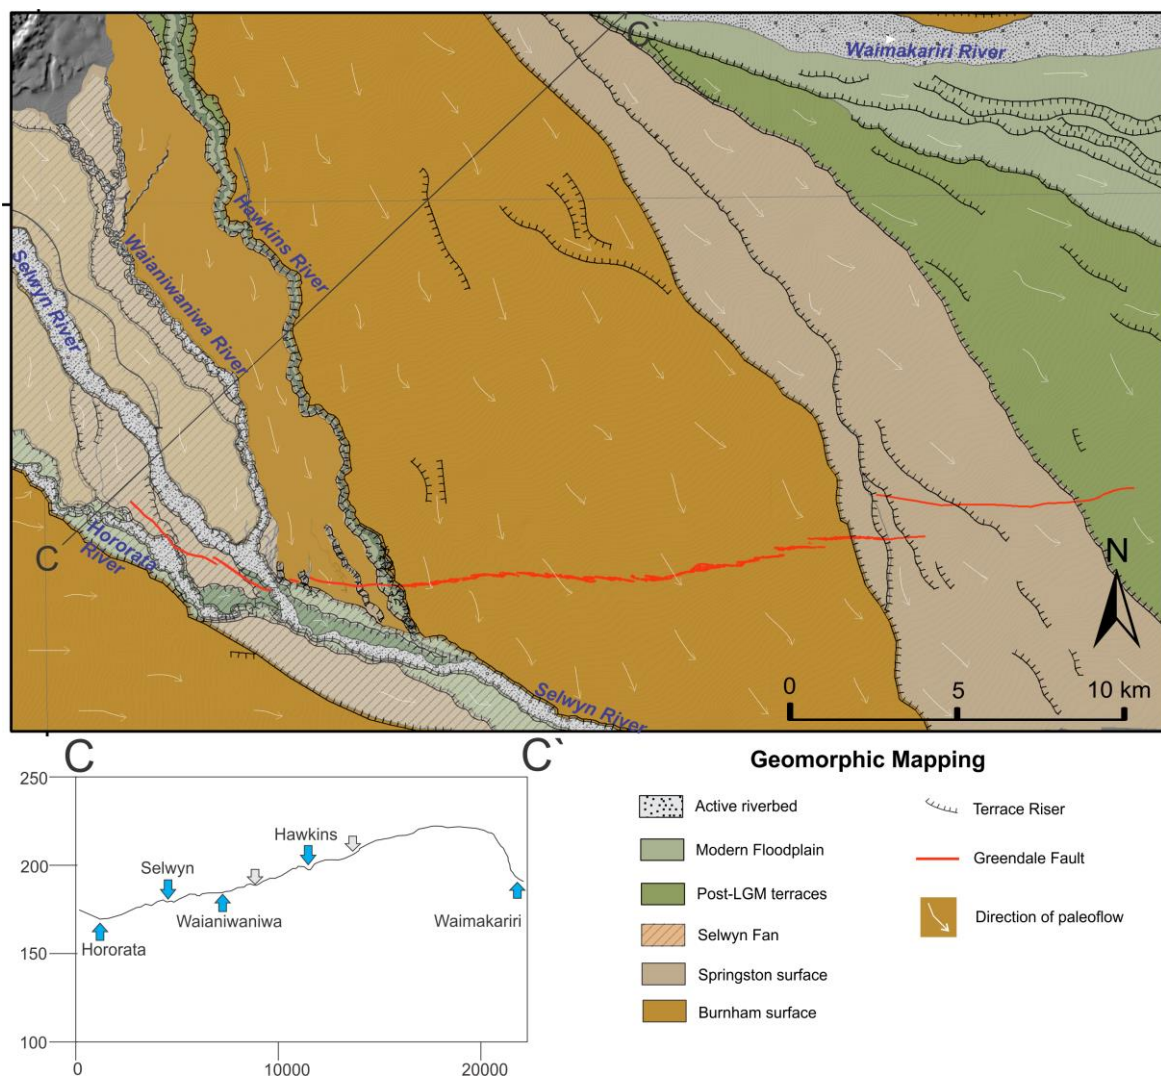 C`
Waimakariri River
Hawkins River
Waianiwaniwa River
Selwyn River
C
Hororata
River
N
0 5 10 km
Selwyn River
C C`
250
200
150
100
0 10000 20000
Hawkins
Selwyn
Waianiwaniwa
Waimakariri
Hororata
Geomorphic Mapping
Active riverbed
Modern Floodplain
Post-LGM terraces
Selwyn Fan
Springston surface
Burnham surface
Terrace Riser
Greendale Fault
Direction of paleoflow